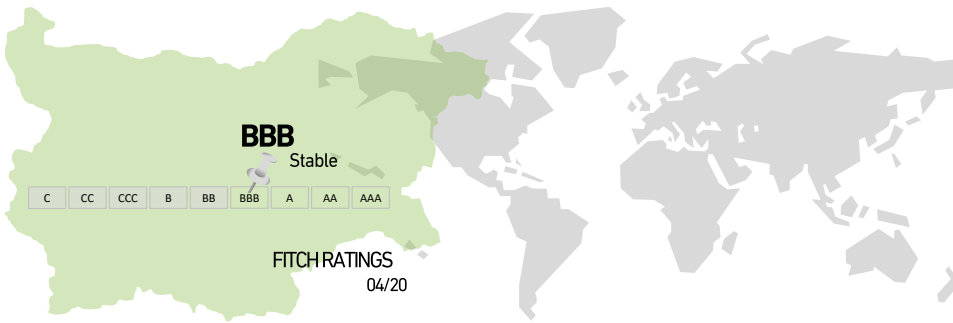 BBB
Stable
C CC CCC B BB BBB A AA AAA
FITCH RATINGS
04/20